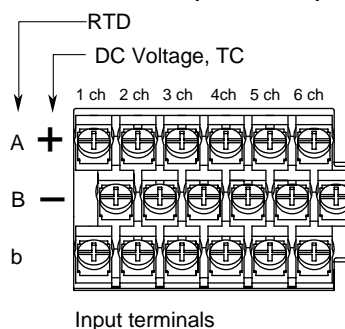 RTD
DC Voltage, TC
1 ch 2 ch 3 ch 4ch 5 ch 6 ch
A +
B −
b
Input terminals